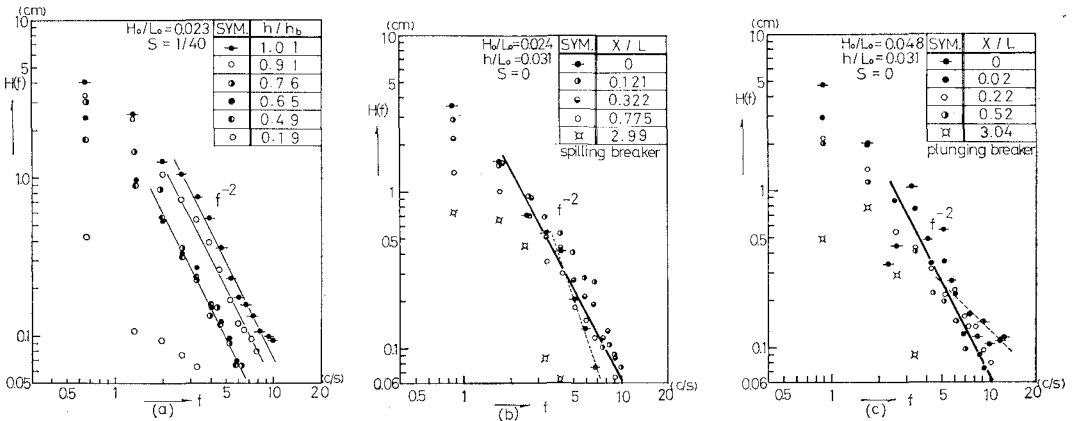 (cm)
10
5
H(f)
1.0
0.5
0.1
0.05
0.5
1.0
5
10
20
(c/s)
f
(a)
H₀/L₀=0.023
S = 1/40
SYM.
h/h_b
1.01
0.91
0.76
0.65
0.49
0.19
f⁻²
(cm)
10
5
H(f)
1
0.5
0.1
0.06
0.5
1
5
10
20
(c/s)
f
(b)
H₀/L₀=0.024
h/L₀=0.031
S = 0
SYM.
X / L
0
0.121
0.322
0.775
2.99
spilling breaker
f⁻²
(cm)
10
5
H(f)
1
0.5
0.1
0.06
0.5
1.0
5
10
20
(c/s)
f
(c)
H₀/L₀=0.048
h/L₀=0.031
S = 0
SYM.
X / L
0
0.02
0.22
0.52
3.04
plunging breaker
f⁻²